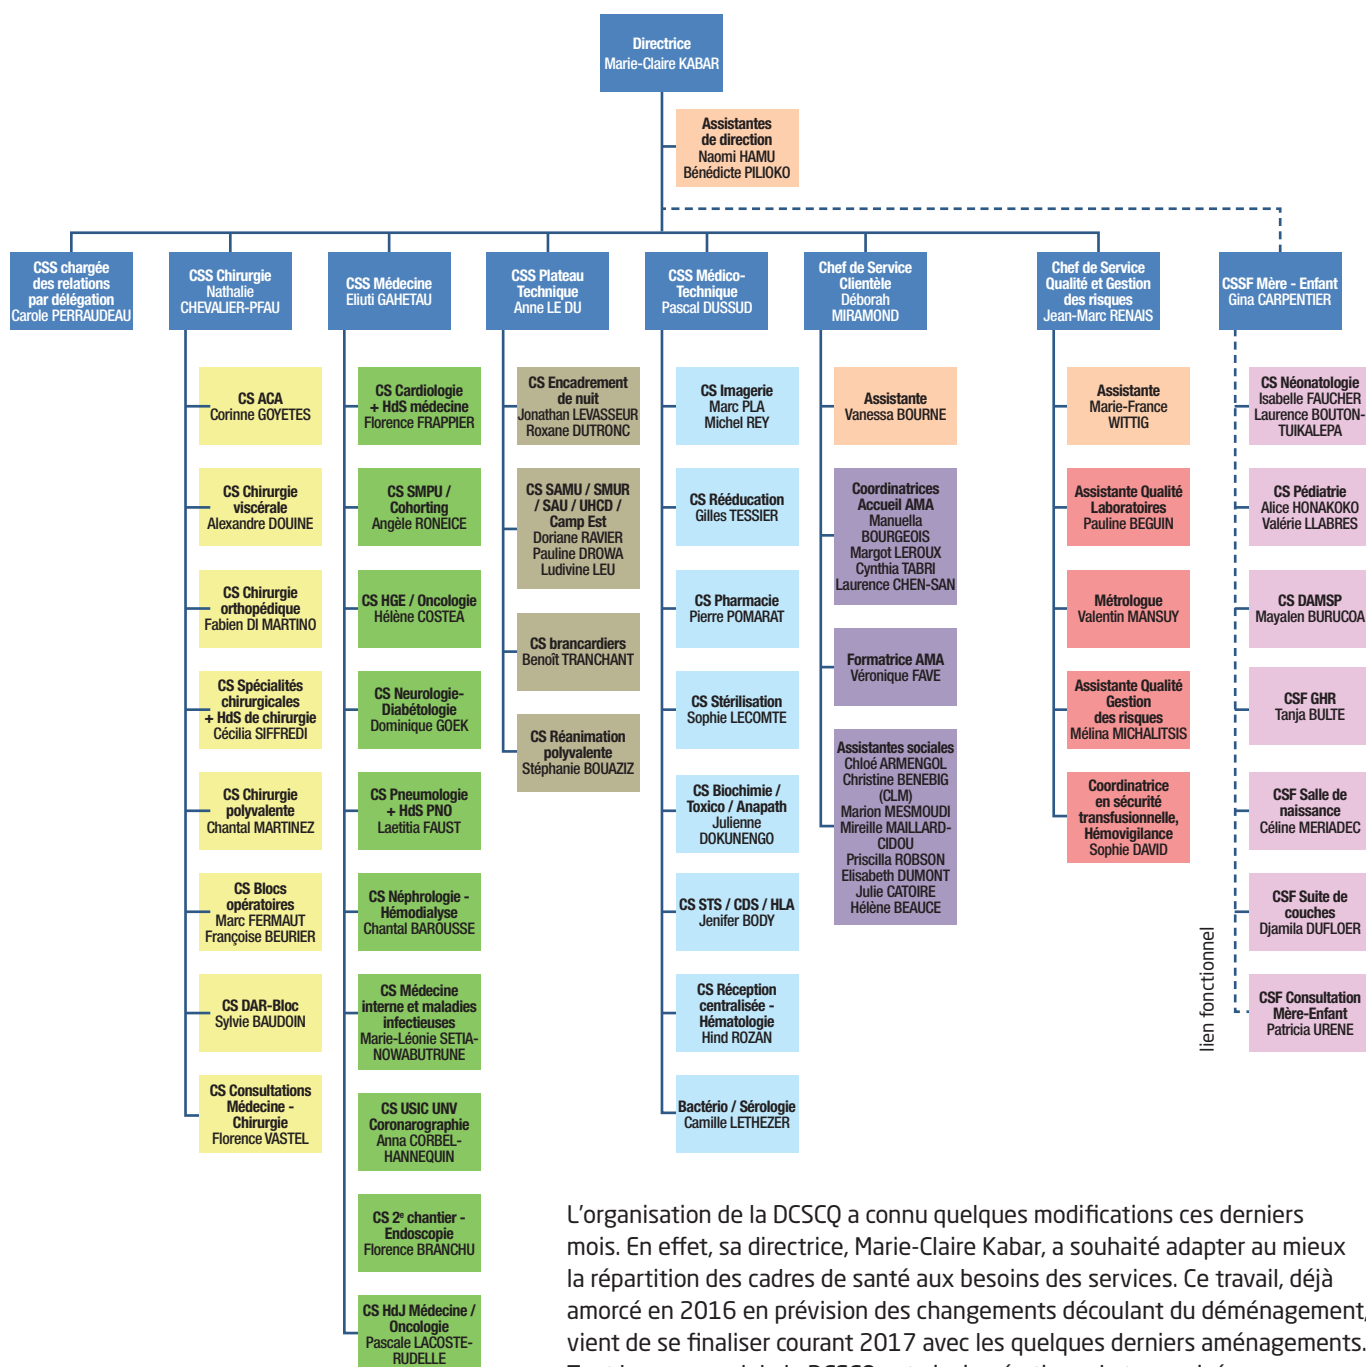 Directrice
Marie-Claire KABAR
Assistantes
de direction
Naomi HAMU
Bénédicte PILIOKO
CSS chargée
des relations
par délégation
Carole PERRAUDEAU
CSS Chirurgie
Nathalie
CHEVALIER-PFAU
CSS Médecine
Eliuti GAHETAU
CSS Plateau
Technique
Anne LE DU
CSS Médico-
Technique
Pascal DUSSUD
Chef de Service
Clientèle
Déborah
MIRAMOND
Chef de Service
Qualité et Gestion
des risques
Jean-Marc RENAIS
CSSF Mère - Enfant
Gina CARPENTIER
CS ACA
Corinne GOYETES
CS Chirurgie
viscérale
Alexandre DOUINE
CS Chirurgie
orthopédique
Fabien DI MARTINO
CS Spécialités
chirurgicales
+ HdS de chirurgie
Cécilia SIFFREDI
CS Chirurgie
polyvalente
Chantal MARTINEZ
CS Blocs
opératoires
Marc FERMAUT
Françoise BEURIER
CS DAR-Bloc
Sylvie BAUDOIN
CS Consultations
Médecine -
Chirurgie
Florence VASTEL
CS Cardiologie
+ HdS médecine
Florence FRAPPIER
CS SMPU /
Cohorting
Angèle RONEICE
CS HGE / Oncologie
Hélène COSTEA
CS Neurologie-
Diabétologie
Dominique GOEK
CS Pneumologie
+ HdS PNO
Laetitia FAUST
CS Néphrologie -
Hémodialyse
Chantal BAROUSSE
CS Médecine
interne et maladies
infectieuses
Marie-Léonie SETIA-
NOWABUTRUNE
CS USIC UNV
Coronarographie
Anna CORBEL-
HANNEQUIN
CS 2e chantier -
Endoscopie
Florence BRANCHU
CS HdJ Médecine /
Oncologie
Pascale LACOSTE-
RUDELLE
CS Encadrement
de nuit
Jonathan LEVASSEUR
Roxane DUTRONC
CS SAMU / SMUR
/ SAU / UHCD /
Camp Est
Doriane RAVIER
Pauline DROWA
Ludivine LEU
CS brancardiers
Benoît TRANCHANT
CS Réanimation
polyvalente
Stéphanie BOUAZIZ
CS Imagerie
Marc PLA
Michel REY
CS Rééducation
Gilles TESSIER
CS Pharmacie
Pierre POMARAT
CS Stérilisation
Sophie LECOMTE
CS Biochimie /
Toxico / Anapath
Julienne
DOKUNENGO
CS STS / CDS / HLA
Jenifer BODY
CS Réception
centralisée -
Hématologie
Hind ROZAN
Bactério / Sérologie
Camille LETHEZER
Assistante
Vanessa BOURNE
Coordinatrices
Accueil AMA
Manuella
BOURGEOIS
Margot LEROUX
Cynthia TABRI
Laurence CHEN-SAN
Formatrice AMA
Véronique FAVE
Assistantes sociales
Chloé ARMENGOL
Christine BENEBIG
(CLM)
Marion MESMOUDI
Mireille MAILLARD-
CIDOU
Priscilla ROBSON
Elisabeth DUMONT
Julie CATOIRE
Hélène BEAUCE
Assistante
Marie-France
WITTIG
Assistante Qualité
Laboratoires
Pauline BEGUIN
Métrologue
Valentin MANSUY
Assistante Qualité
Gestion
des risques
Mélina MICHALITSIS
Coordinatrice
en sécurité
transfusionnelle,
Hémovigilance
Sophie DAVID
lien fonctionnel
CS Néonatologie
Isabelle FAUCHER
Laurence BOUTON-
TUIKALEPA
CS Pédiatrie
Alice HONAKOKO
Valérie LLABRES
CS DAMSP
Mayalen BURUCOA
CSF GHR
Tanja BULTE
CSF Salle de
naissance
Céline MERIADEC
CSF Suite de
couches
Djamila DUFLOER
CSF Consultation
Mère-Enfant
Patricia URENE
L'organisation de la DCSCQ a connu quelques modifications ces derniers
mois. En effet, sa directrice, Marie-Claire Kabar, a souhaité adapter au mieux
la répartition des cadres de santé aux besoins des services. Ce travail, déjà
amorcé en 2016 en prévision des changements découlant du déménagement,
vient de se finaliser courant 2017 avec les quelques derniers aménagements.